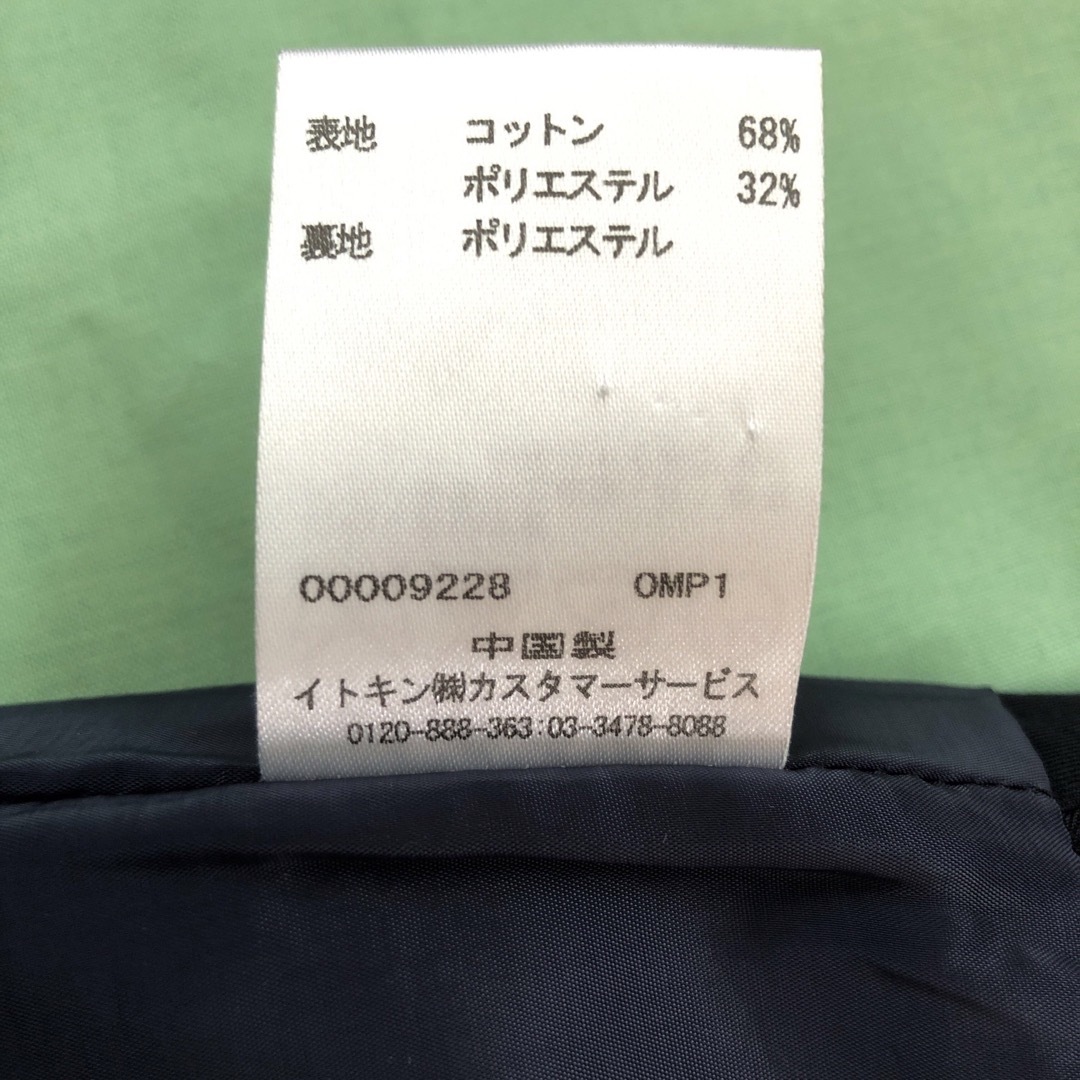 表地 コットン 68%
ポリエステル 32%
裏地 ポリエステル
00009228 OMP1
中国製
イトキン㈱カスタマーサービス
0120-888-363:03-3478-8088